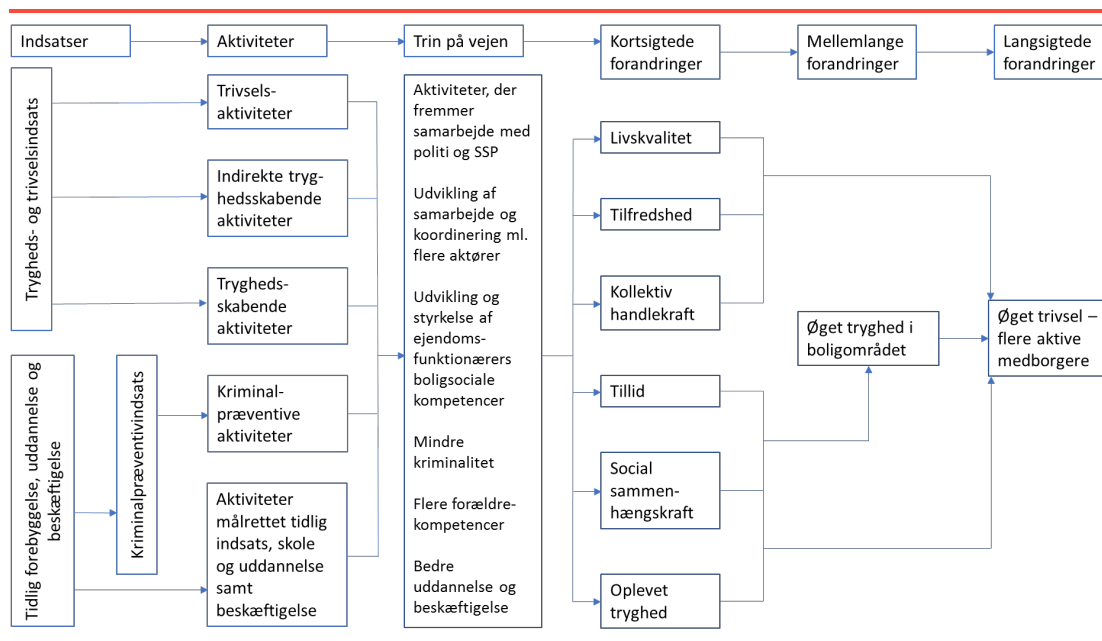 Indsatser
Aktiviteter
Trin på vejen
Kortsigtede
forandringer
Mellemlange
forandringer
Langsigtede
forandringer
Trygheds- og trivselsindsats
Tidlig forebyggelse, uddannelse og
beskæftigelse
Kriminalpræventivindsats
Trivsels-
aktiviteter
Indirekte tryg-
hedsskabende
aktiviteter
Trygheds-
skabende
aktiviteter
Kriminal-
præventive
aktiviteter
Aktiviteter
målrettet tidlig
indsats, skole
og uddannelse
samt
beskæftigelse
Aktiviteter, der
fremmer
samarbejde med
politi og SSP
Udvikling af
samarbejde og
koordinering ml.
flere aktører
Udvikling og
styrkelse af
ejendoms-
funktionærers
boligsociale
kompetencer
Mindre
kriminalitet
Flere forældre-
kompetencer
Bedre
uddannelse og
beskæftigelse
Livskvalitet
Tilfredshed
Kollektiv
handlekraft
Tillid
Social
sammen-
hængskraft
Oplevet
tryghed
Øget tryghed i
boligområdet
Øget trivsel –
flere aktive
medborgere